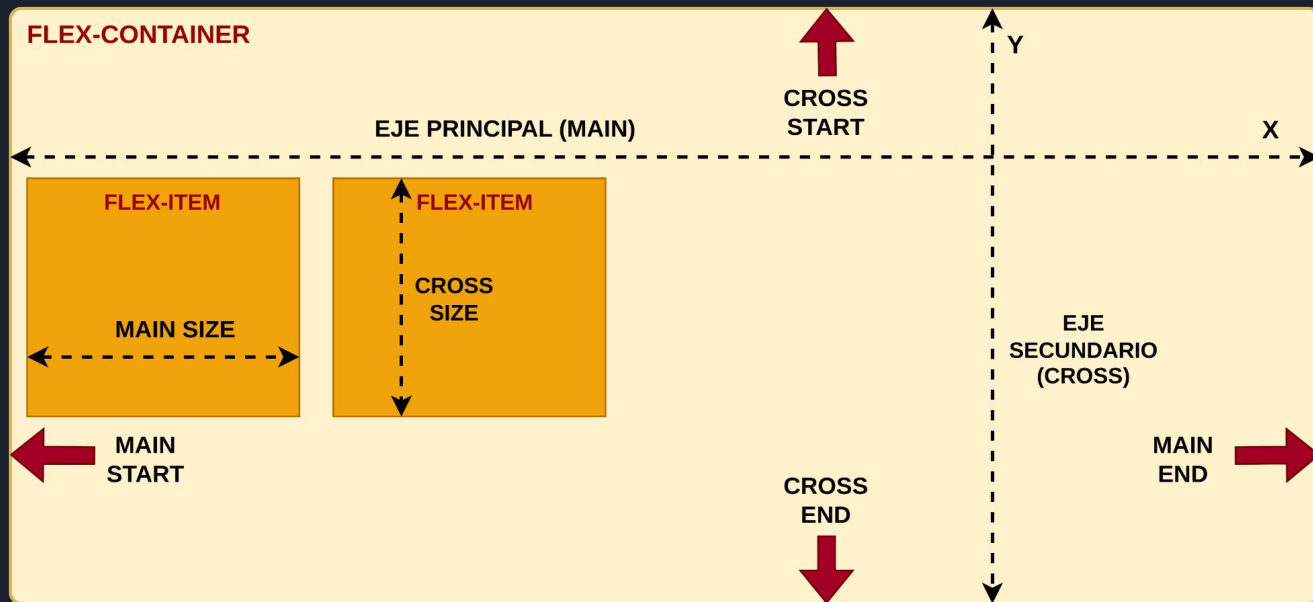 FLEX-CONTAINER
Y
CROSS
START
EJE PRINCIPAL (MAIN)
X
FLEX-ITEM
FLEX-ITEM
CROSS
SIZE
MAIN SIZE
EJE
SECUNDARIO
(CROSS)
MAIN
START
MAIN
END
CROSS
END